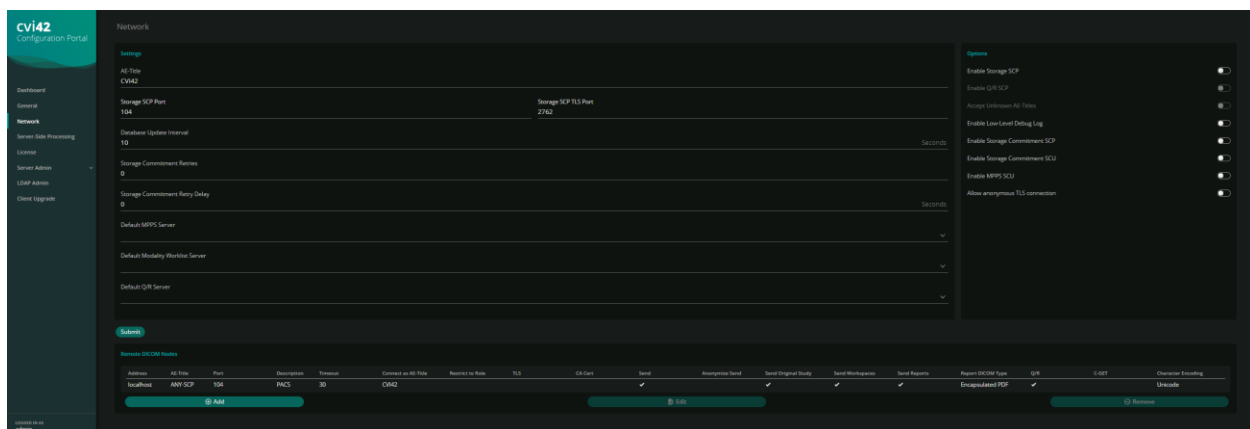 cvi42
Configuration Portal
Dashboard
General
Network
Server-Side Processing
License
Server Admin
LDAP Admin
Client Upgrade
LOGGED IN AS
admin
Network
Settings
AE-Title
CVI42
Storage SCP Port
104
Storage SCP TLS Port
2762
Database Update Interval
10
Seconds
Storage Commitment Retries
0
Storage Commitment Retry Delay
0
Seconds
Default MPPS Server
Default Modality Worklist Server
Default Q/R Server
Options
Enable Storage SCP
Enable Q/R SCP
Accept Unknown AE-Titles
Enable Low-Level Debug Log
Enable Storage Commitment SCP
Enable Storage Commitment SCU
Enable MPPS SCU
Allow anonymous TLS connection
Submit
Remote DICOM Nodes
Address AE-Title Port Description Timeout Connect as AE-Title Restrict to Role TLS CA Cert Send Anonymize Send Send Original Study Send Workspaces Send Reports Report DICOM Type Q/R C-GET Character Encoding
localhost ANY-SCP 104 PACS 30 CVI42 ✔ ✔ ✔ ✔ Encapsulated PDF ✔ Unicode
Add Edit Remove